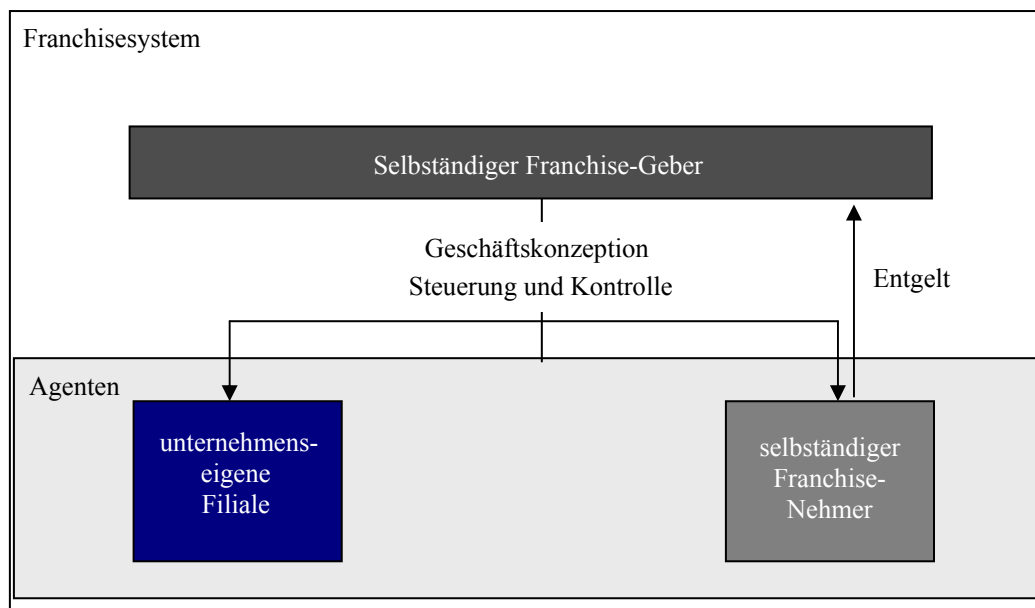 Franchisesystem
Selbständiger Franchise-Geber
Geschäftskonzeption
Steuerung und Kontrolle
Entgelt
Agenten
unternehmens-
eigene
Filiale
selbständiger
Franchise-
Nehmer